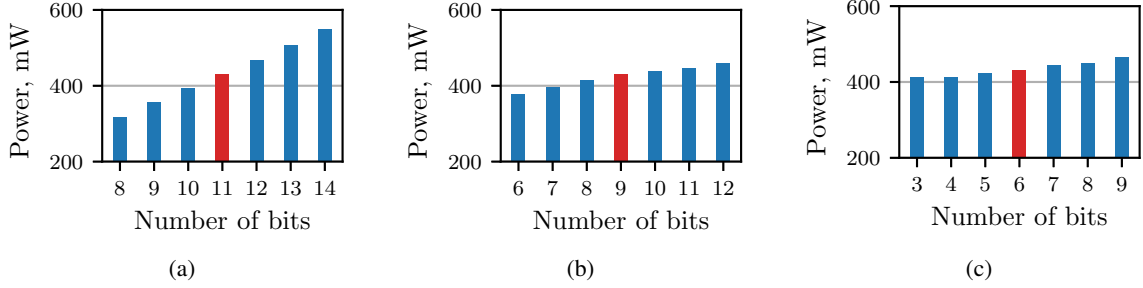 Power, mW
600
400
200
8 9 10 11 12 13 14
Number of bits
(a)
Power, mW
600
400
200
6 7 8 9 10 11 12
Number of bits
(b)
Power, mW
600
400
200
3 4 5 6 7 8 9
Number of bits
(c)